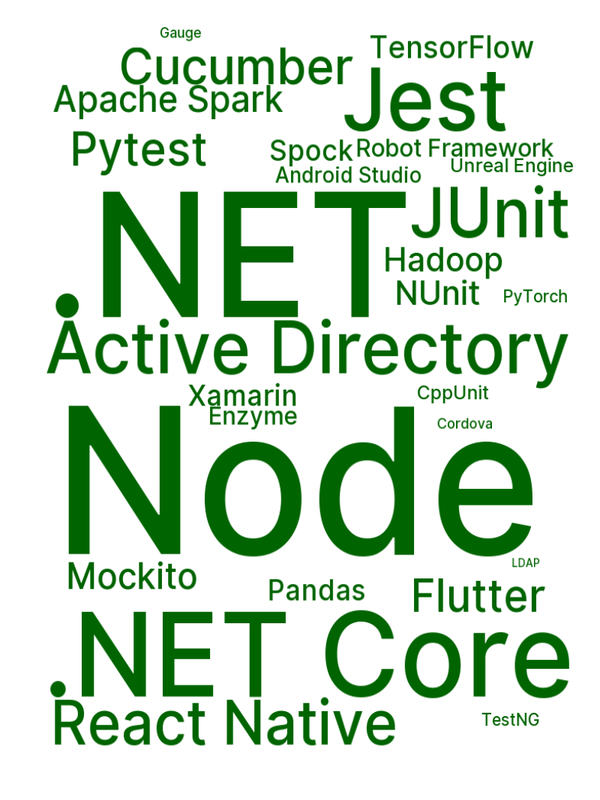 Gauge
TensorFlow
Cucumber
Jest
Apache Spark
Pytest
Spock
Robot Framework
Unreal Engine
Android Studio
.NET
JUnit
Hadoop
NUnit
PyTorch
Active Directory
Xamarin
CppUnit
Enzyme
Cordova
Node
LDAP
Mockito
Pandas
Flutter
.NET Core
React Native
TestNG